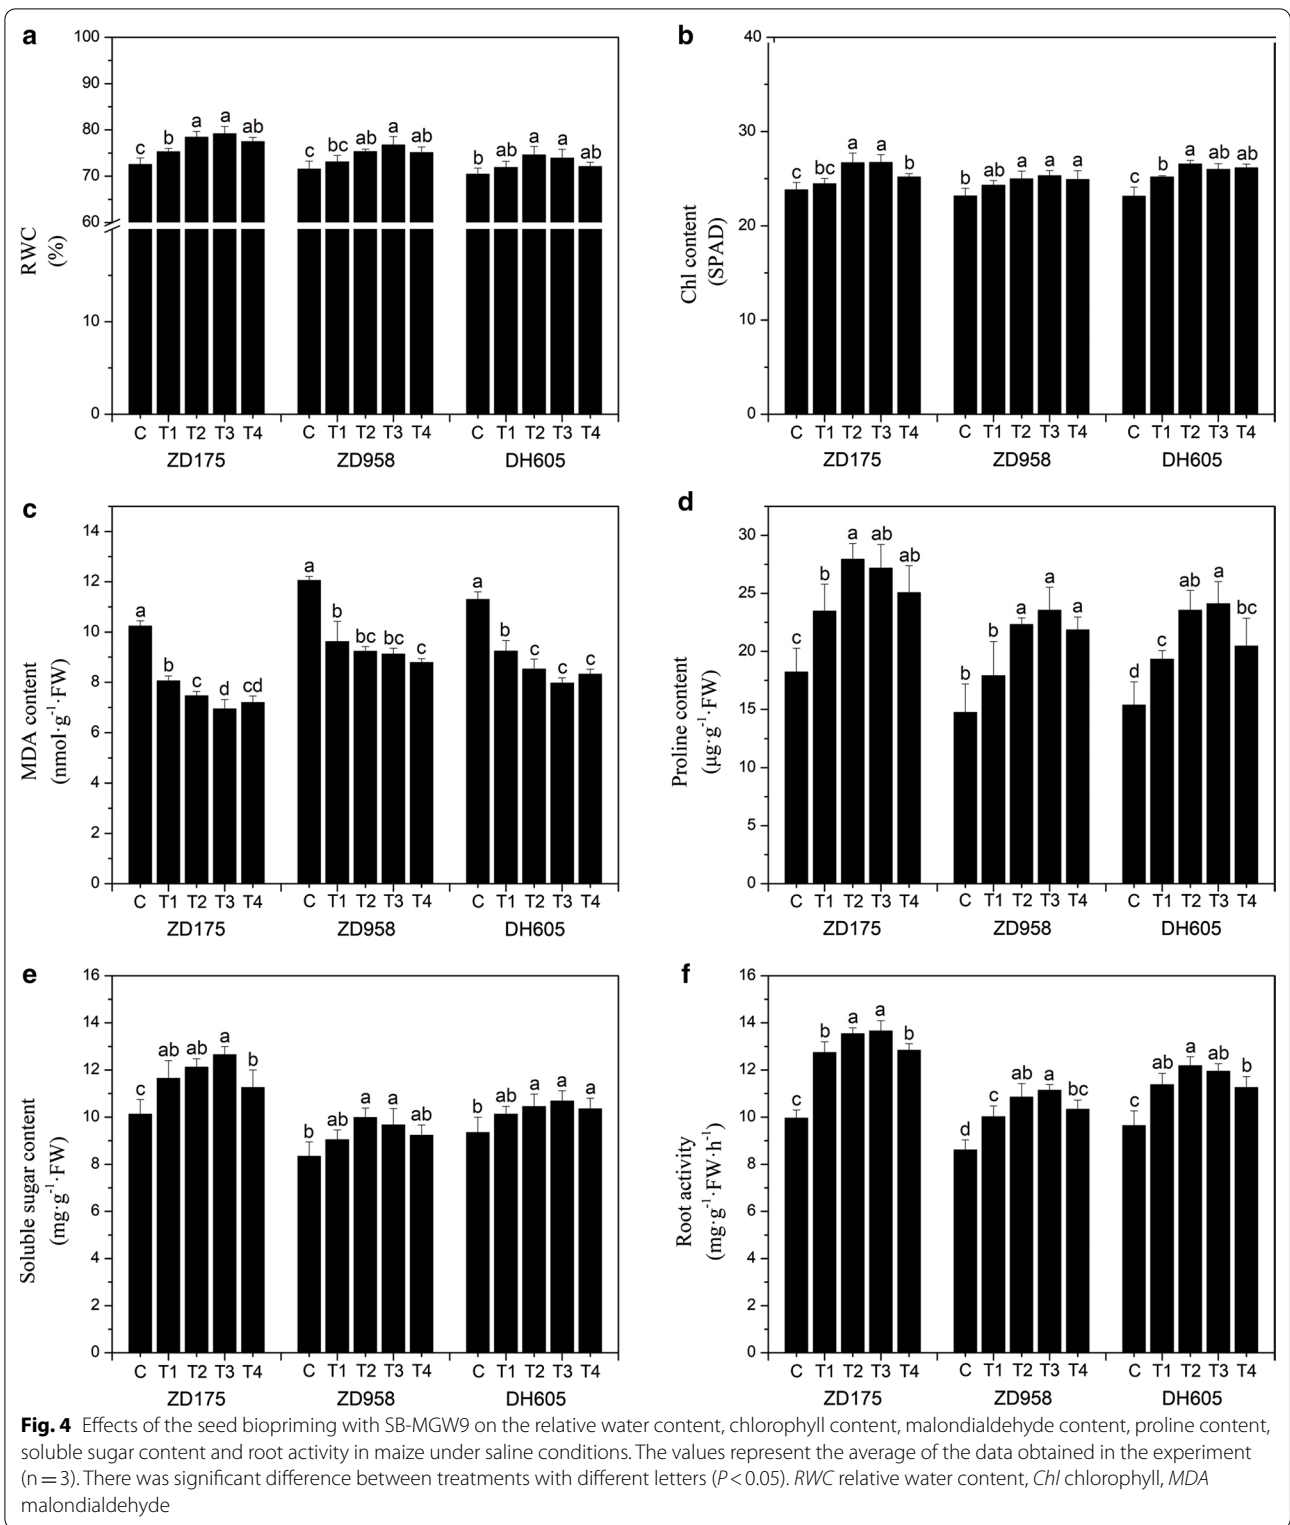 a
100
90
80
70
60
10
0
RWC
(%)
c b a a ab
c bc ab a ab
b ab a a ab
C T1 T2 T3 T4 C T1 T2 T3 T4 C T1 T2 T3 T4
ZD175 ZD958 DH605
b
40
30
20
10
0
Chl content
(SPAD)
c bc a a b
b ab a a a
c b a ab ab
C T1 T2 T3 T4 C T1 T2 T3 T4 C T1 T2 T3 T4
ZD175 ZD958 DH605
c
14
12
10
8
6
4
2
0
MDA content
(nmol·g⁻¹·FW)
a b c d cd
a b bc bc c
a b c c c
C T1 T2 T3 T4 C T1 T2 T3 T4 C T1 T2 T3 T4
ZD175 ZD958 DH605
d
30
25
20
15
10
5
0
Proline content
(μg·g⁻¹·FW)
c b a ab ab
b b a a a
d c ab a bc
C T1 T2 T3 T4 C T1 T2 T3 T4 C T1 T2 T3 T4
ZD175 ZD958 DH605
e
16
14
12
10
8
6
4
2
0
Soluble sugar content
(mg·g⁻¹·FW)
c ab ab a b
b ab a a ab
b ab a a a
C T1 T2 T3 T4 C T1 T2 T3 T4 C T1 T2 T3 T4
ZD175 ZD958 DH605
f
16
14
12
10
8
6
4
2
0
Root activity
(mg·g⁻¹·FW·h⁻¹)
c b a a b
d c ab a bc
c ab a ab b
C T1 T2 T3 T4 C T1 T2 T3 T4 C T1 T2 T3 T4
ZD175 ZD958 DH605
Fig. 4 Effects of the seed biopriming with SB-MGW9 on the relative water content, chlorophyll content, malondialdehyde content, proline content,
soluble sugar content and root activity in maize under saline conditions. The values represent the average of the data obtained in the experiment
(n = 3). There was significant difference between treatments with different letters (P < 0.05). RWC relative water content, Chl chlorophyll, MDA
malondialdehyde